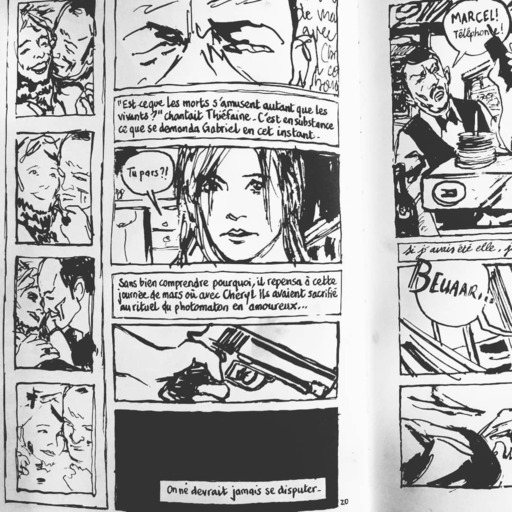 de
avec
"Est ce que les morts s'amusent autant que les
vivants ?" chantait Thiéfaine. C'est en substance
ce que se demanda Gabriel en cet instant.
Tu pars ?!
Sans bien comprendre pourquoi, il repensa à cette
journée de mars où avec Cheryl ils avaient sacrifié
au rituel du photomaton en amoureux...
On ne devrait jamais se disputer.
20
MARCEL!
Téléphone!
si j'avais été elle, j
BEUAAR...